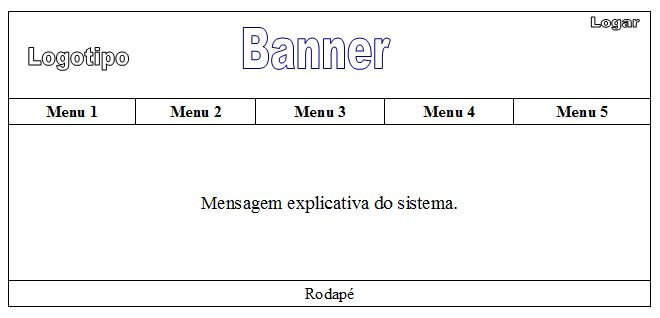 Logar
Logotipo Banner
Menu 1 Menu 2 Menu 3 Menu 4 Menu 5
Mensagem explicativa do sistema.
Rodapé